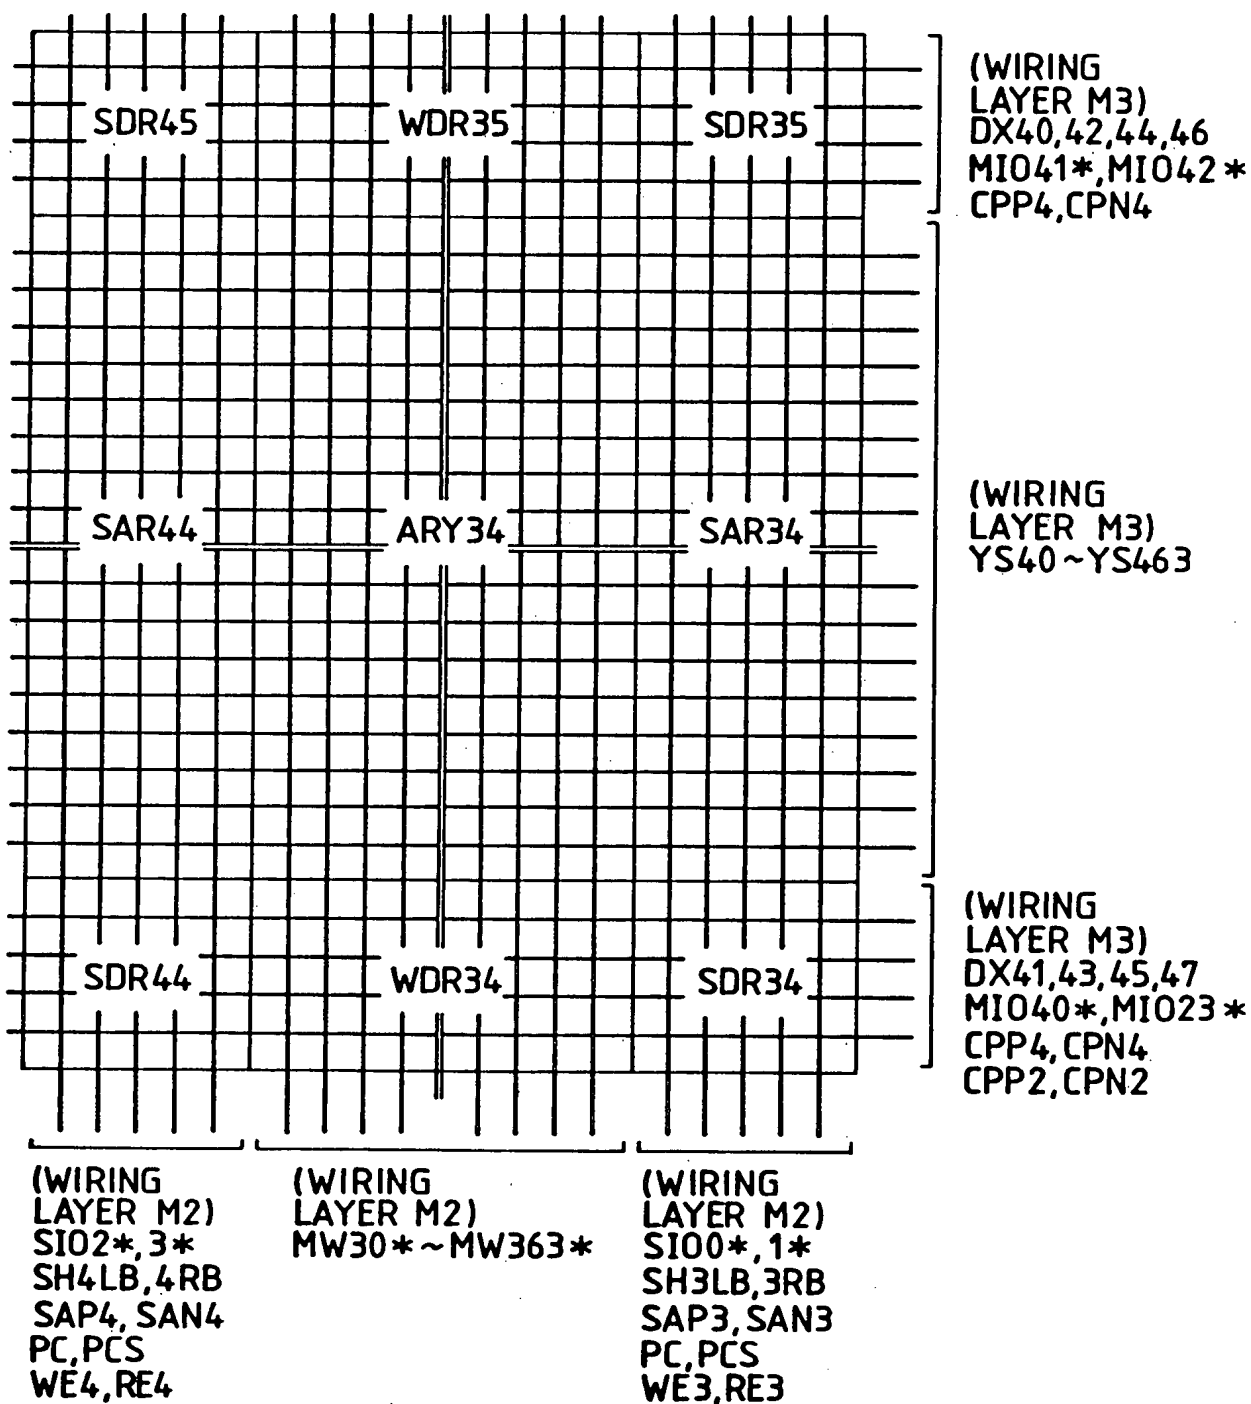 (WIRING
LAYER M3)
DX40,42,44,46
MIO41*,MIO42*
CPP4,CPN4
SDR45
WDR35
SDR35
(WIRING
LAYER M3)
YS40~YS463
SAR44
ARY34
SAR34
(WIRING
LAYER M3)
DX41,43,45,47
MIO40*,MIO23*
CPP4,CPN4
CPP2,CPN2
SDR44
WDR34
SDR34
(WIRING
LAYER M2)
SIO2*,3*
SH4LB,4RB
SAP4,SAN4
PC,PCS
WE4,RE4
(WIRING
LAYER M2)
MW30*~MW363*
(WIRING
LAYER M2)
SIO0*,1*
SH3LB,3RB
SAP3,SAN3
PC,PCS
WE3,RE3